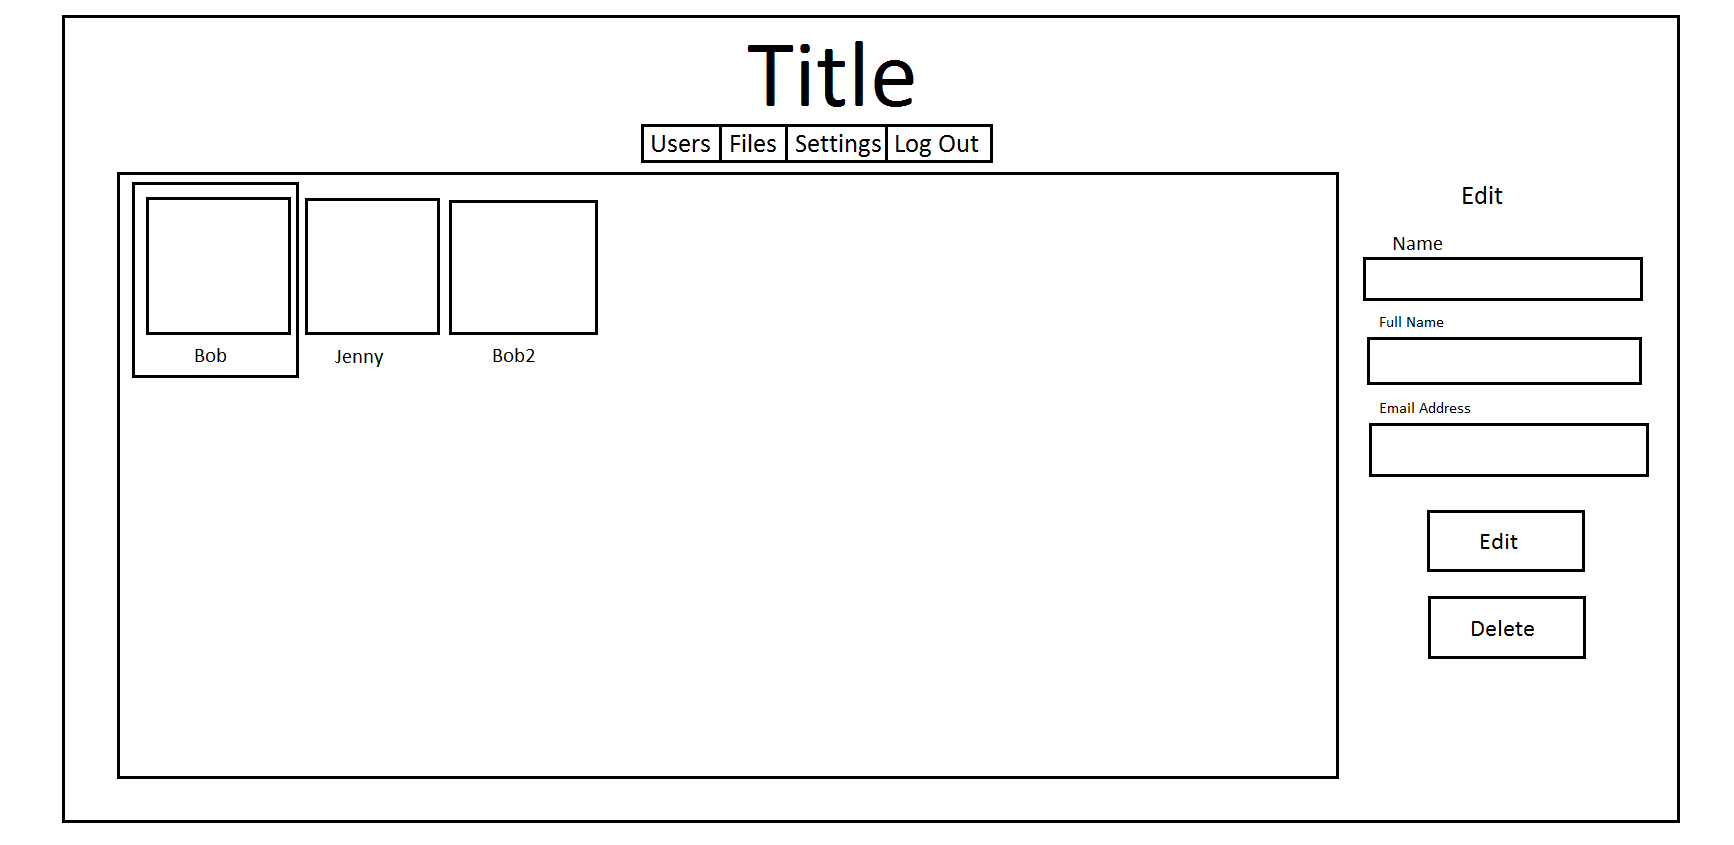 Title
Users Files Settings Log Out
Bob Jenny Bob2
Edit
Name
Full Name
Email Address
Edit
Delete